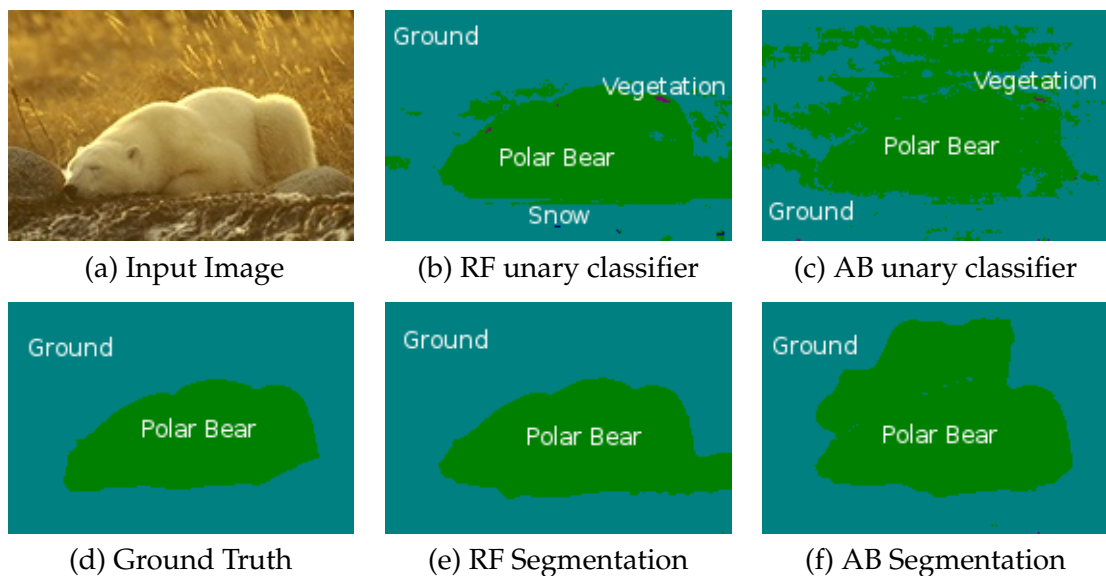 Ground
Vegetation
Polar Bear
Snow
Vegetation
Polar Bear
Ground
(a) Input Image
(b) RF unary classifier
(c) AB unary classifier
Ground
Polar Bear
Ground
Polar Bear
Ground
Polar Bear
(d) Ground Truth
(e) RF Segmentation
(f) AB Segmentation